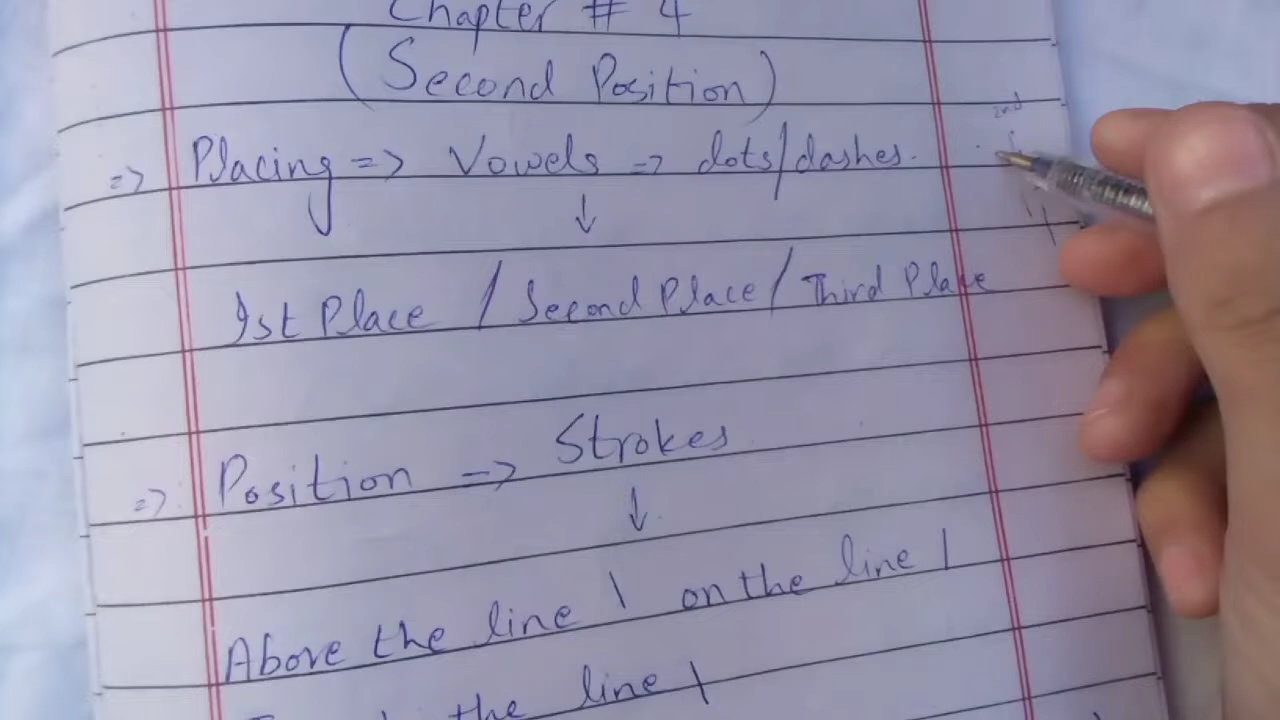 Chapter # 4
(Second Position)
2nd
=> Placing => Vowels => dots/dashes.
↓
1st Place / Second Place / Third Place
=> Position => Strokes
↓
Above the line \ on the line |
the line \